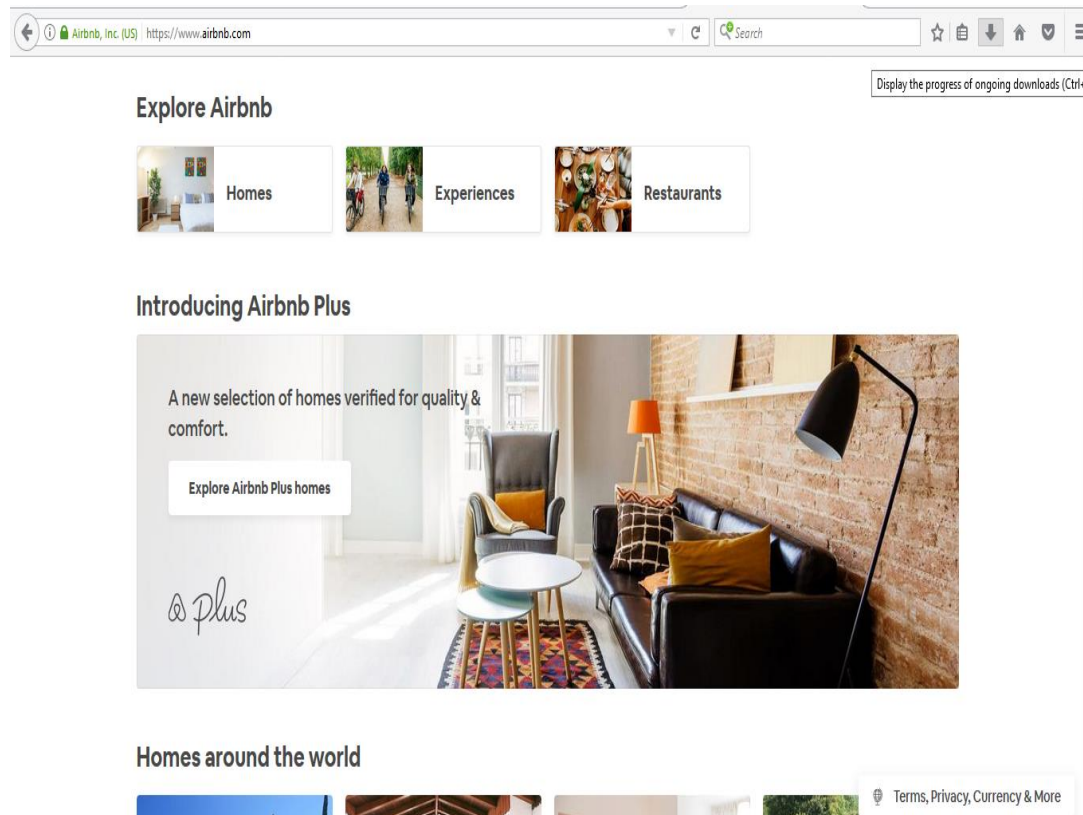 Airbnb, Inc. (US) https://www.airbnb.com Search
Display the progress of ongoing downloads (Ctrl+
Explore Airbnb
Homes Experiences Restaurants
Introducing Airbnb Plus
A new selection of homes verified for quality &
comfort.
Explore Airbnb Plus homes
plus
Homes around the world
Terms, Privacy, Currency & More